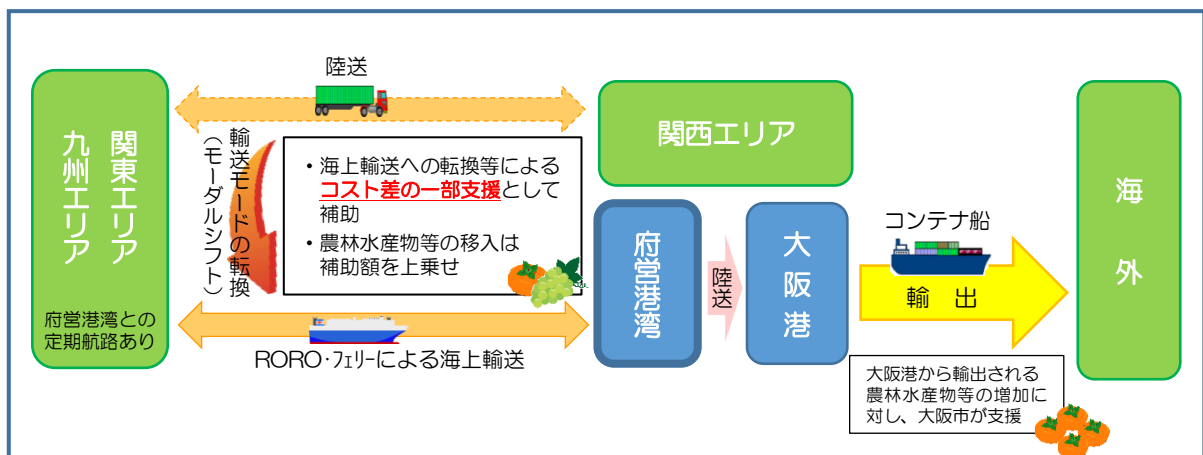 陸送
関東エリア
九州エリア
府営港湾との
定期航路あり
輸送モードの転換
(モーダルシフト)
・海上輸送への転換等による
コスト差の一部支援として
補助
・農林水産物等の移入は
補助額を上乗せ
RORO・フェリーによる海上輸送
関西エリア
府営港湾
陸送
大阪港
コンテナ船
輸 出
大阪港から輸出される
農林水産物等の増加に
対し、大阪市が支援
海 外